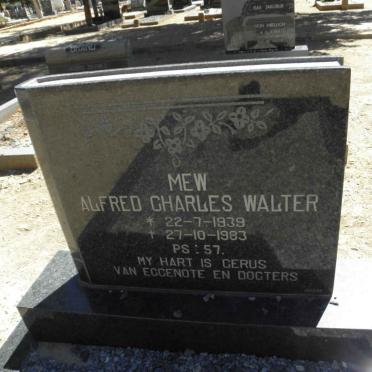 MEW
ALFRED CHARLES WALTER
* 22-7-1939
† 27-10-1983
PS: 57.
MY HART IS GERUS
VAN EGGENOTE EN DOGTERS